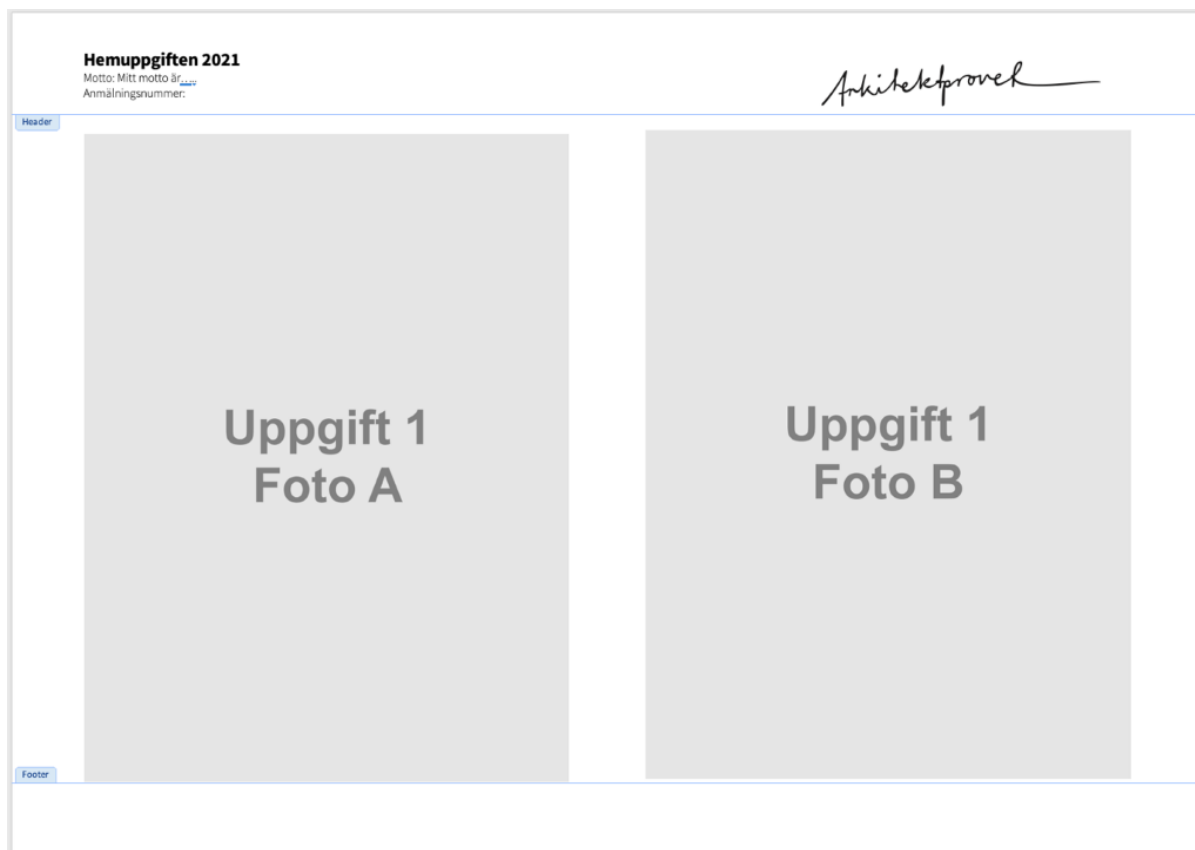 Hemuppgiften 2021
Motto: Mitt motto är…..
Anmälningsnummer:
Arkitektprovet
Header
Uppgift 1
Foto A
Uppgift 1
Foto B
Footer